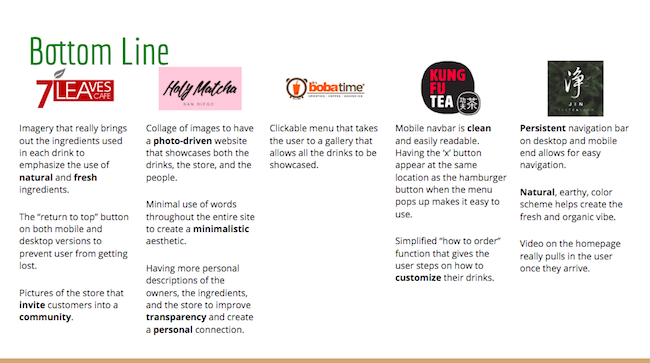 Bottom Line
7 LEAVES
CAFE
Imagery that really brings
out the ingredients used
in each drink to
emphasize the use of
natural and fresh
ingredients.
The “return to top” button
on both mobile and
desktop versions to
prevent user from getting
lost.
Pictures of the store that
invite customers into a
community.
Holy Matcha
SAN DIEGO
Collage of images to have
a photo-driven website
that showcases both the
drinks, the store, and the
people.
Minimal use of words
throughout the entire site
to create a minimalistic
aesthetic.
Having more personal
descriptions of the
owners, the ingredients,
and the store to improve
transparency and create
a personal connection.
bobatime
Clickable menu that takes
the user to a gallery that
allows all the drinks to be
showcased.
KUNG
FU
TEA
Mobile navbar is clean
and easily readable.
Having the ‘x’ button
appear at the same
location as the hamburger
button when the menu
pops up makes it easy to
use.
Simplified “how to order”
function that gives the
user steps on how to
customize their drinks.
淨
JIN
Persistent navigation bar
on desktop and mobile
end allows for easy
navigation.
Natural, earthy, color
scheme helps create the
fresh and organic vibe.
Video on the homepage
really pulls in the user
once they arrive.